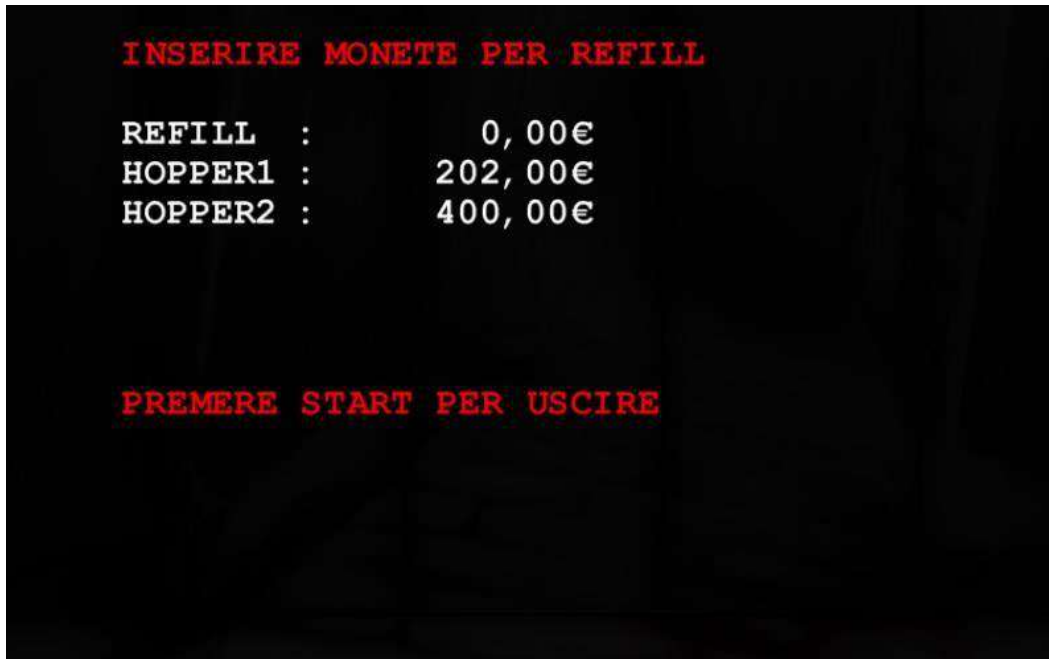 INSERIRE MONETE PER REFILL
REFILL : 0,00€
HOPPER1 : 202,00€
HOPPER2 : 400,00€
PREMERE START PER USCIRE